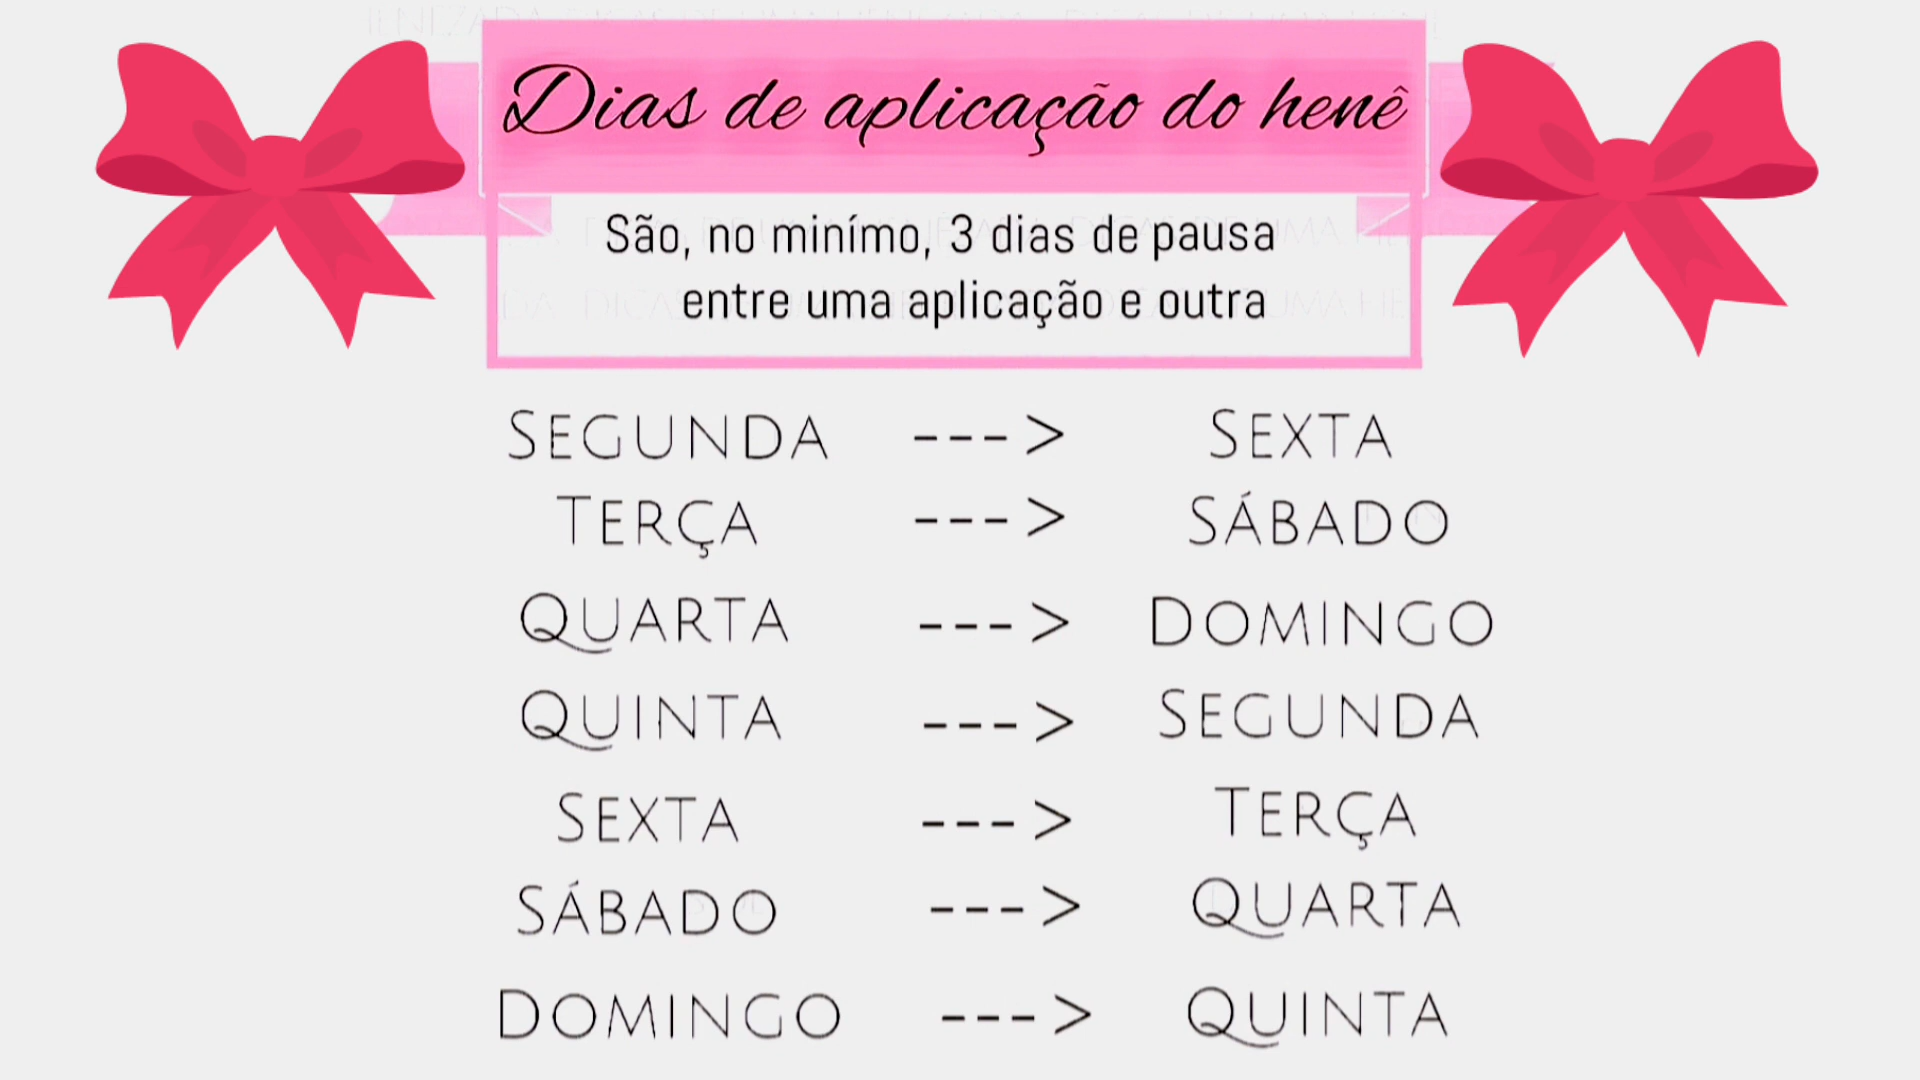 Dias de aplicação do henê
São, no minímo, 3 dias de pausa
entre uma aplicação e outra
SEGUNDA ---> SEXTA
TERÇA ---> SÁBADO
QUARTA ---> DOMINGO
QUINTA ---> SEGUNDA
SEXTA ---> TERÇA
SÁBADO ---> QUARTA
DOMINGO ---> QUINTA